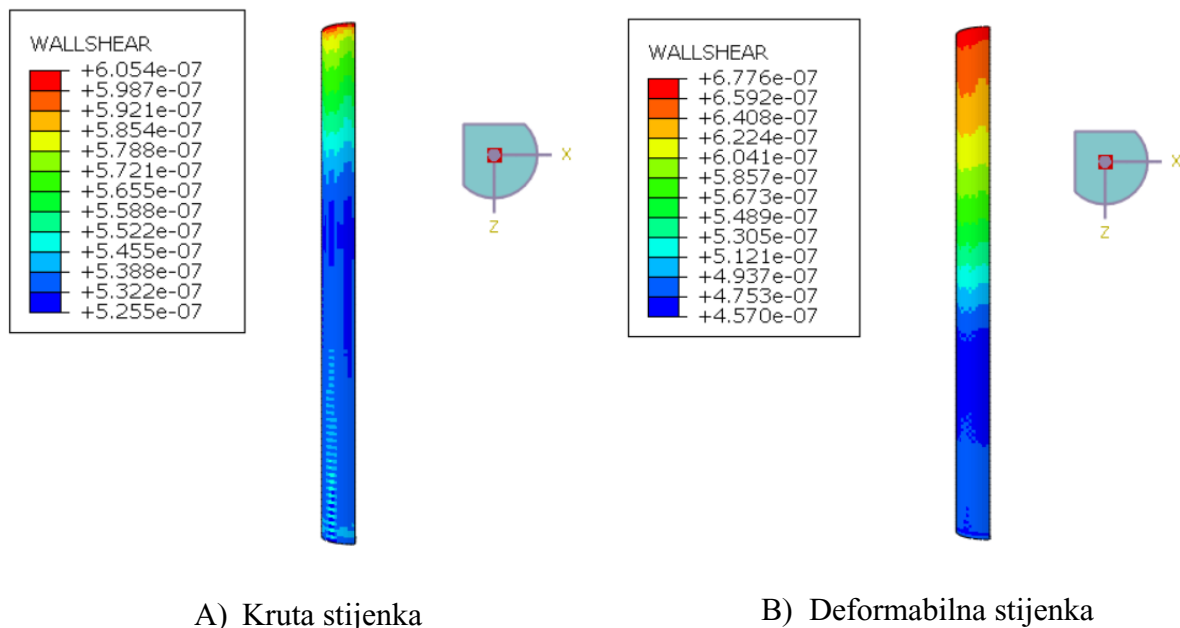 WALLSHEAR
+6.054e-07
+5.987e-07
+5.921e-07
+5.854e-07
+5.788e-07
+5.721e-07
+5.655e-07
+5.588e-07
+5.522e-07
+5.455e-07
+5.388e-07
+5.322e-07
+5.255e-07
X
Z
A) Kruta stijenka
WALLSHEAR
+6.776e-07
+6.592e-07
+6.408e-07
+6.224e-07
+6.041e-07
+5.857e-07
+5.673e-07
+5.489e-07
+5.305e-07
+5.121e-07
+4.937e-07
+4.753e-07
+4.570e-07
X
Z
B) Deformabilna stijenka